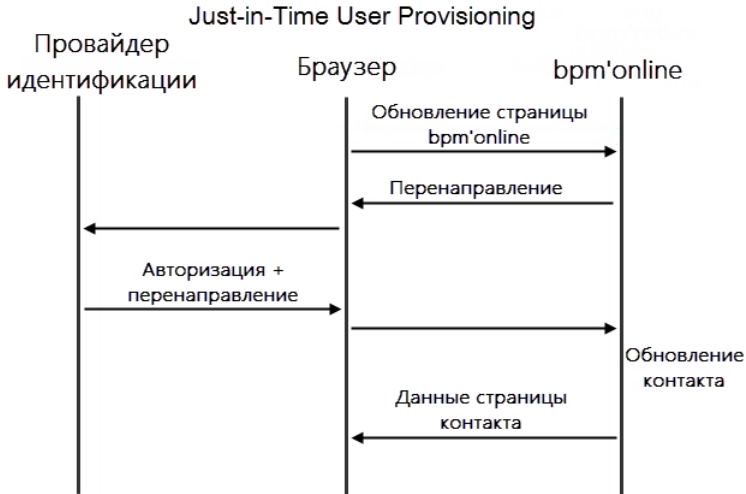 Just-in-Time User Provisioning
Провайдер
идентификации
Браузер
bpm'online
Обновление страницы
bpm'online
Перенаправление
Авторизация +
перенаправление
Обновление
контакта
Данные страницы
контакта